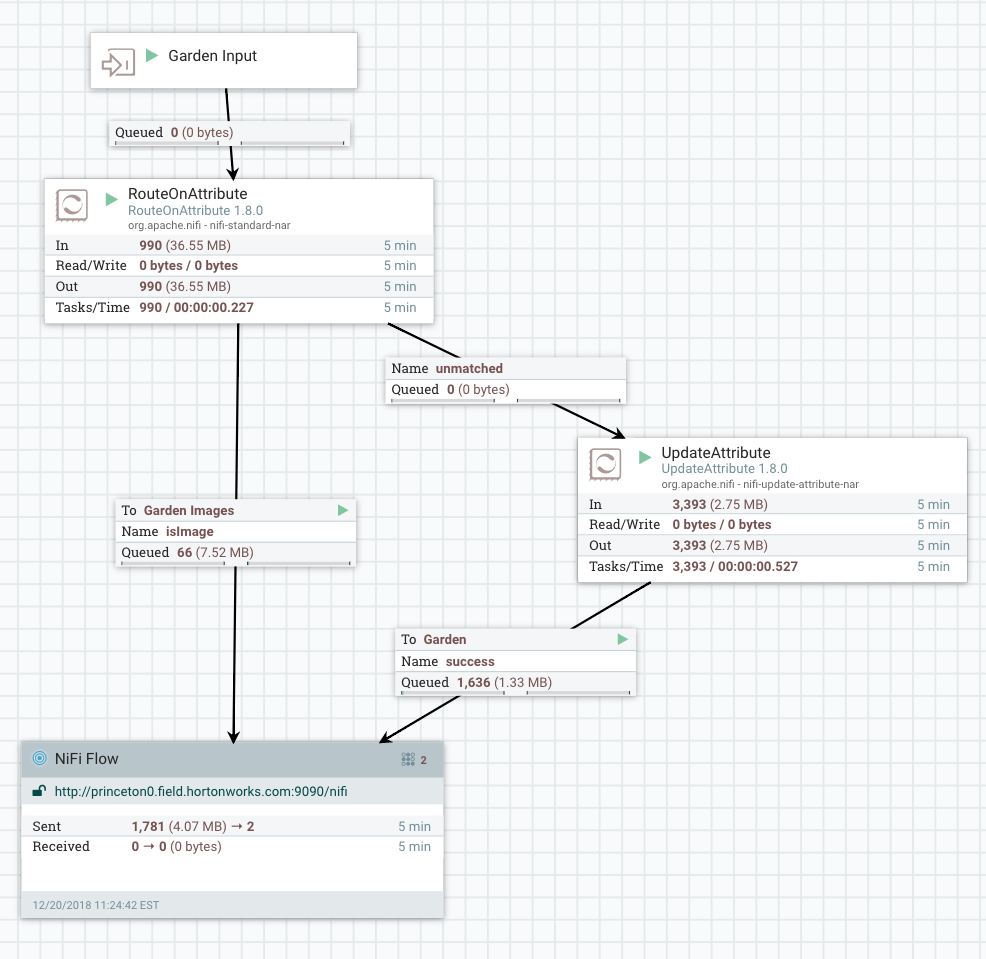 Garden Input
Queued 0 (0 bytes)
RouteOnAttribute
RouteOnAttribute 1.8.0
org.apache.nifi - nifi-standard-nar
In 990 (36.55 MB) 5 min
Read/Write 0 bytes / 0 bytes 5 min
Out 990 (36.55 MB) 5 min
Tasks/Time 990 / 00:00:00.227 5 min
Name unmatched
Queued 0 (0 bytes)
UpdateAttribute
UpdateAttribute 1.8.0
org.apache.nifi - nifi-update-attribute-nar
In 3,393 (2.75 MB) 5 min
Read/Write 0 bytes / 0 bytes 5 min
Out 3,393 (2.75 MB) 5 min
Tasks/Time 3,393 / 00:00:00.527 5 min
To Garden Images
Name isImage
Queued 66 (7.52 MB)
To Garden
Name success
Queued 1,636 (1.33 MB)
NiFi Flow 2
http://princeton0.field.hortonworks.com:9090/nifi
Sent 1,781 (4.07 MB) → 2 5 min
Received 0 → 0 (0 bytes) 5 min
12/20/2018 11:24:42 EST